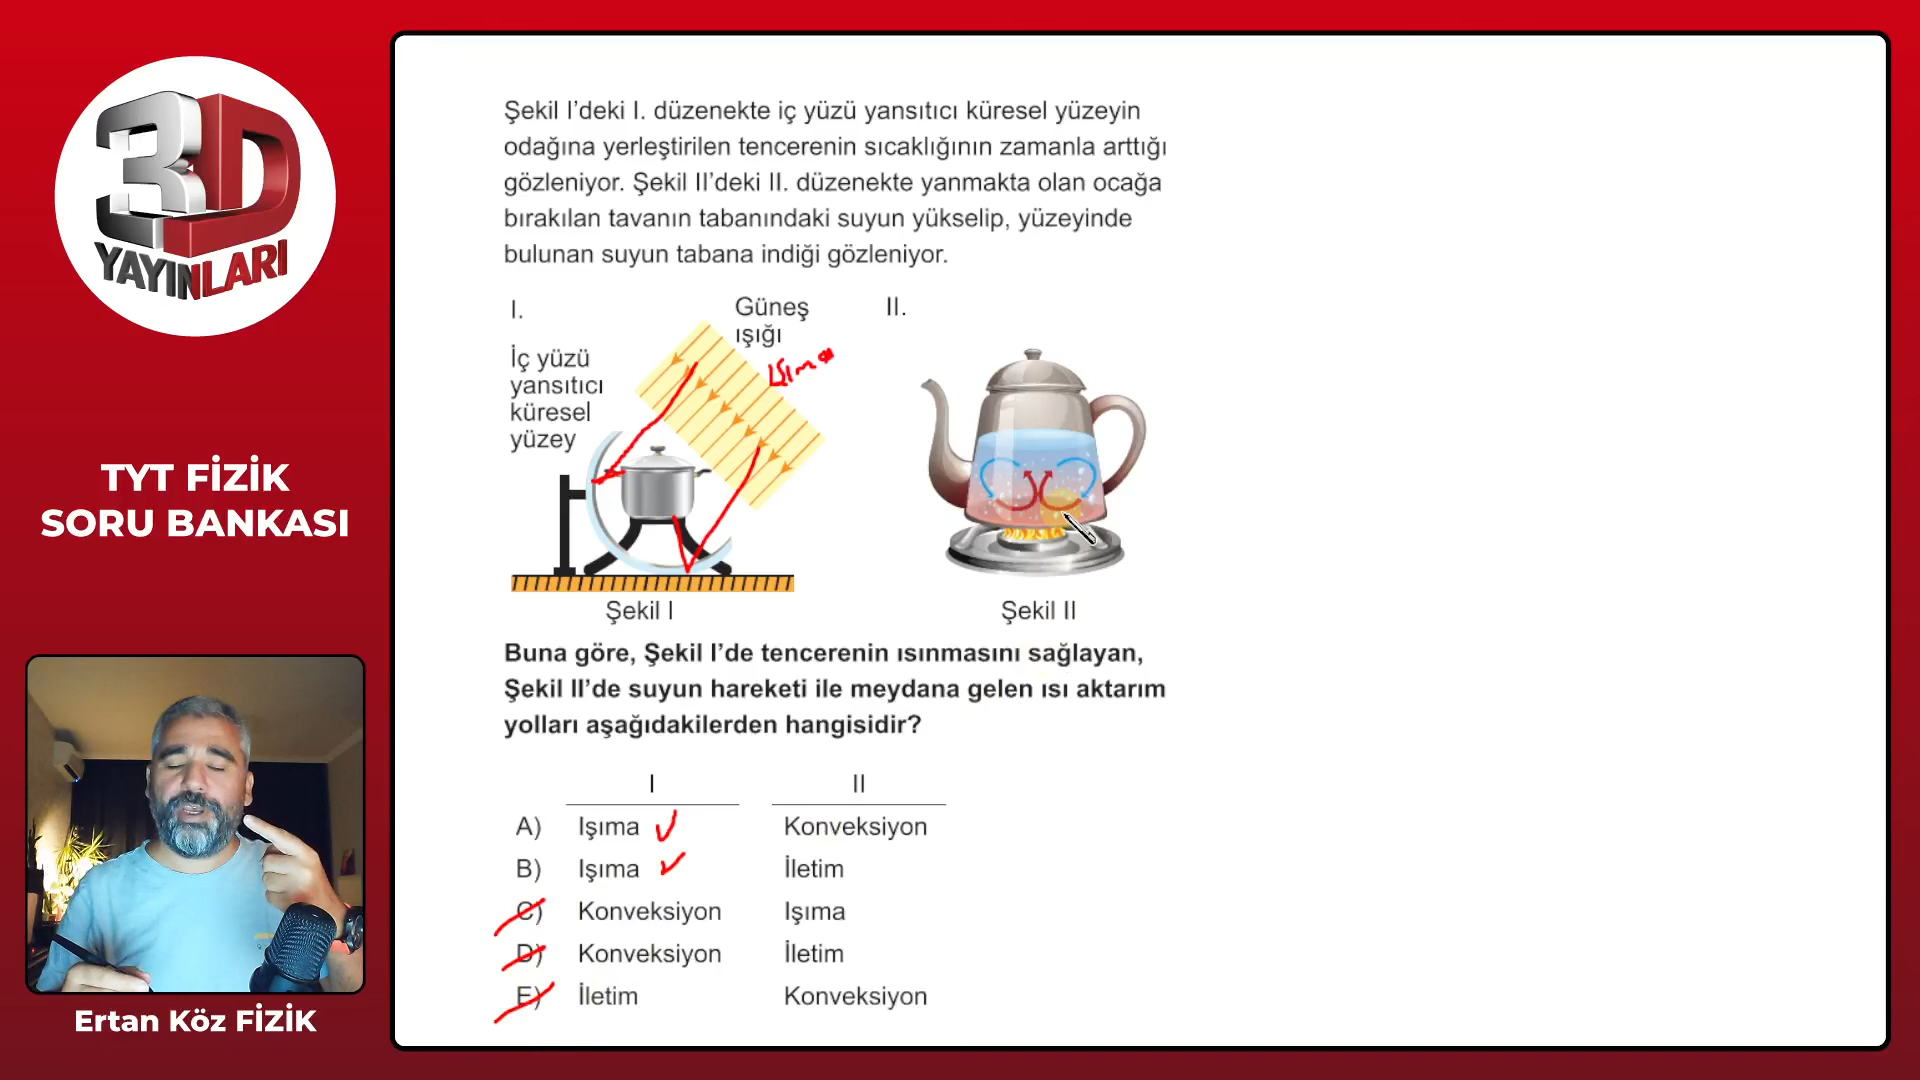 3D
YAYINLARI
TYT FİZİK
SORU BANKASI
Ertan Köz FİZİK
Şekil I’deki I. düzenekte iç yüzü yansıtıcı küresel yüzeyin
odağına yerleştirilen tencerenin sıcaklığının zamanla arttığı
gözleniyor. Şekil II’deki II. düzenekte yanmakta olan ocağa
bırakılan tavanın tabanındaki suyun yükselip, yüzeyinde
bulunan suyun tabana indiği gözleniyor.
I.
Güneş
ışığı
II.
İç yüzü
yansıtıcı
küresel
yüzey
Işıma
Şekil I
Şekil II
Buna göre, Şekil I’de tencerenin ısınmasını sağlayan,
Şekil II’de suyun hareketi ile meydana gelen ısı aktarım
yolları aşağıdakilerden hangisidir?
I II
A) Işıma Konveksiyon
B) Işıma İletim
C) Konveksiyon Işıma
D) Konveksiyon İletim
E) İletim Konveksiyon